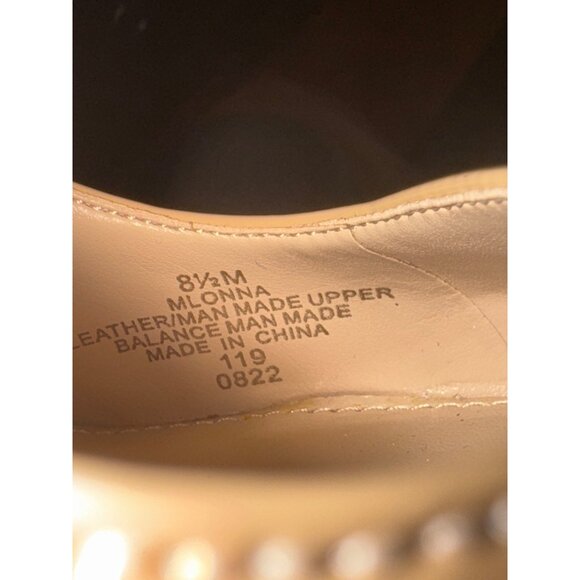 8½M
MLONNA
LEATHER/MAN MADE UPPER
BALANCE MAN MADE
MADE IN CHINA
119
0822